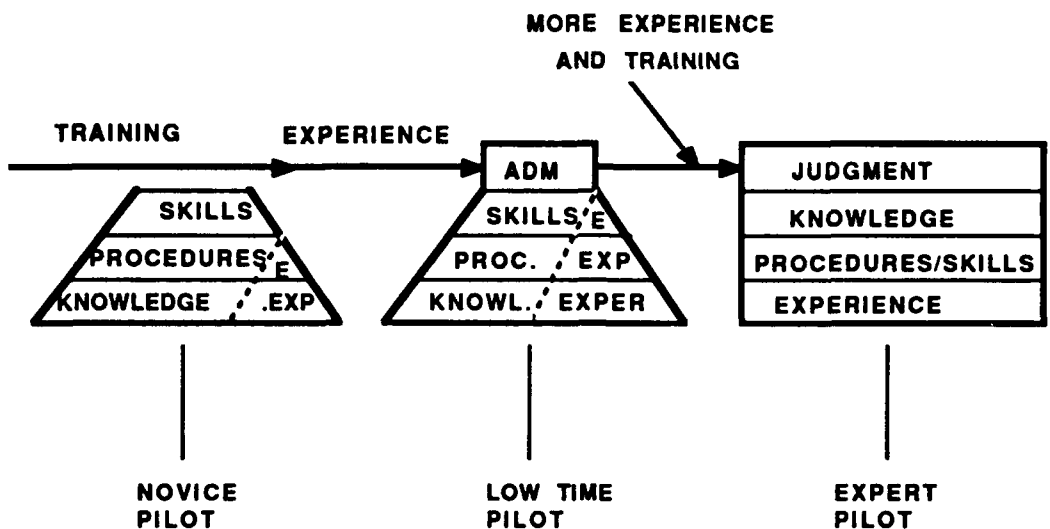 MORE EXPERIENCE
AND TRAINING
TRAINING
EXPERIENCE
SKILLS
PROCEDURES E
KNOWLEDGE .EXP
ADM
SKILLS E
PROC. EXP
KNOWL. EXPER
JUDGMENT
KNOWLEDGE
PROCEDURES/SKILLS
EXPERIENCE
NOVICE
PILOT
LOW TIME
PILOT
EXPERT
PILOT